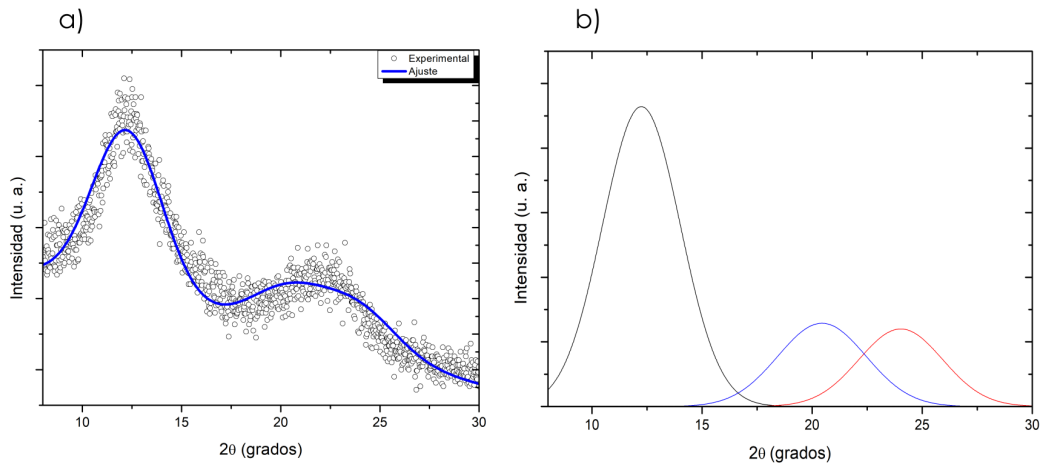 a)
Experimental
Ajuste
Intensidad (u. a.)
10
15
20
25
30
2θ (grados)
b)
Intensidad (u. a.)
10
15
20
25
30
2θ (grados)